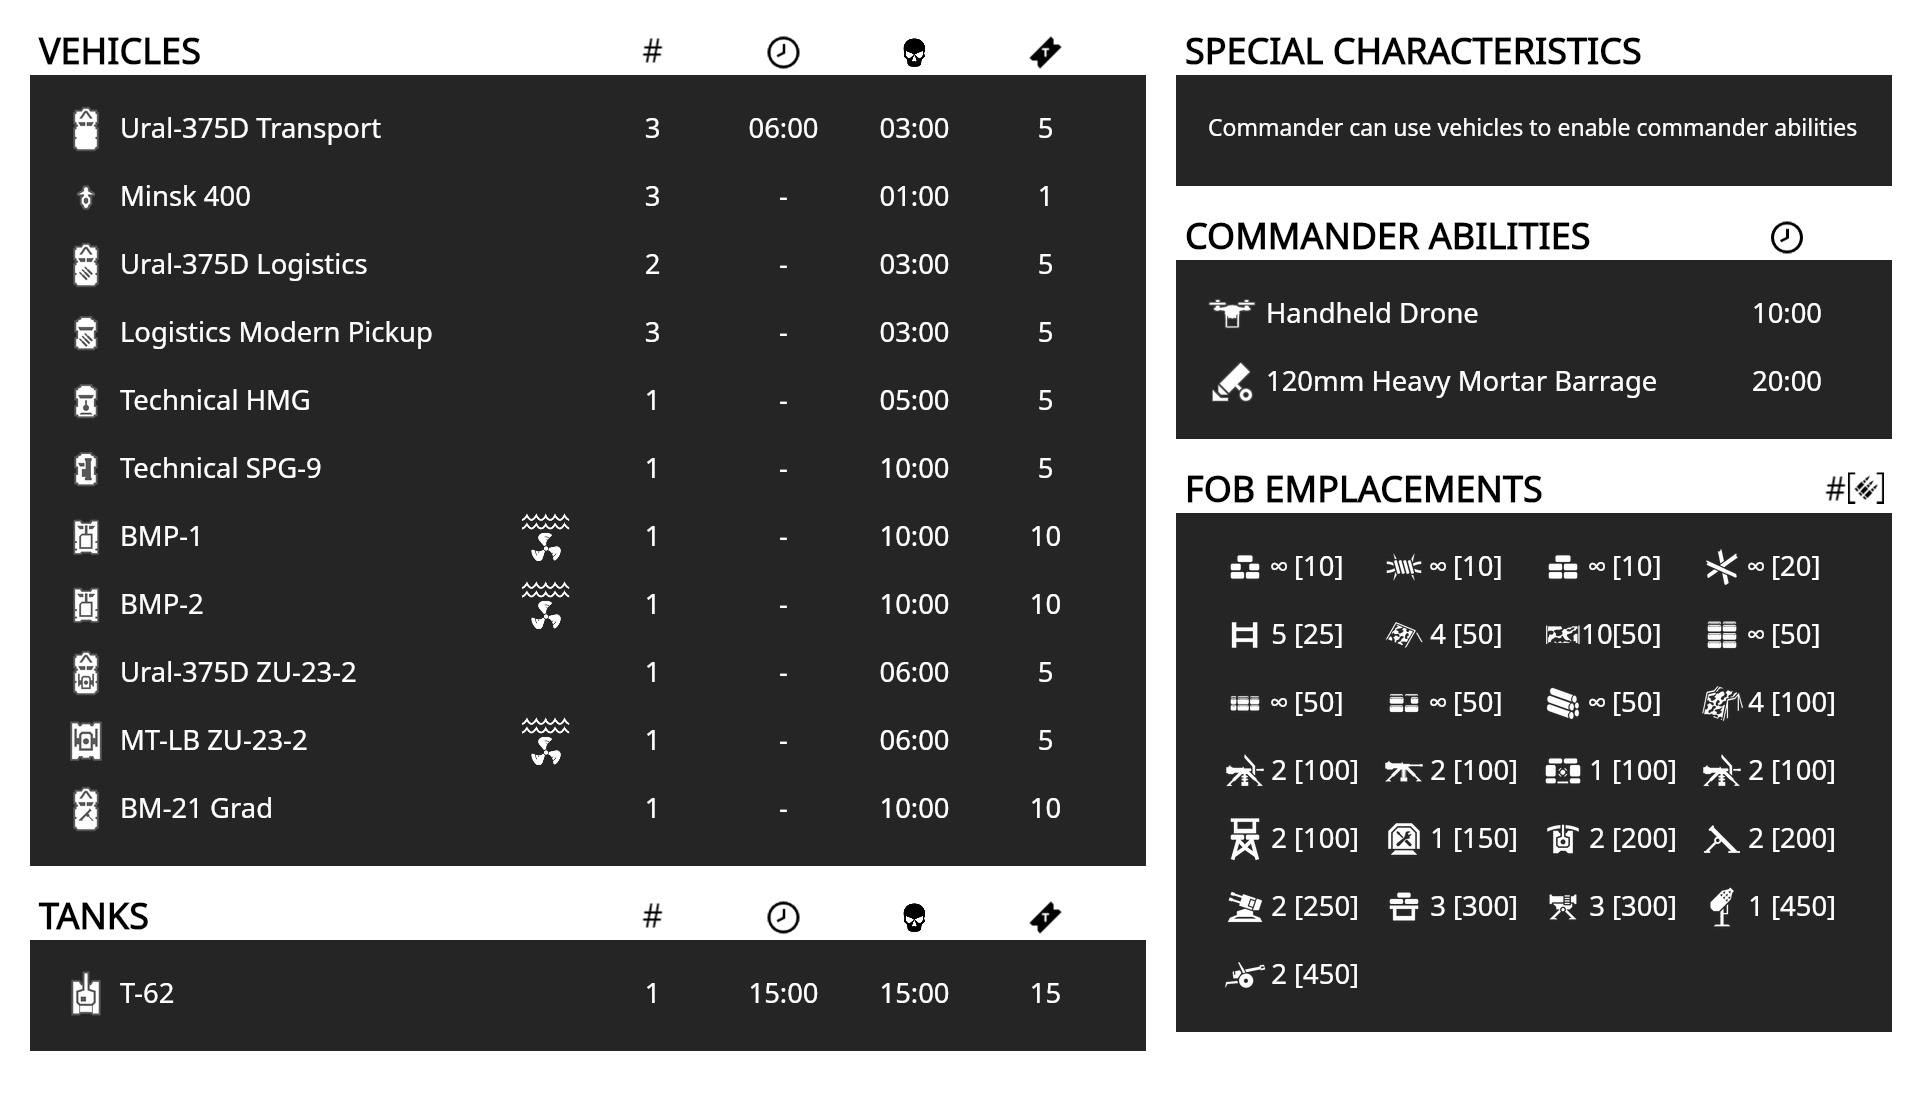 VEHICLES #
Ural-375D Transport 3 06:00 03:00 5
Minsk 400 3 - 01:00 1
Ural-375D Logistics 2 - 03:00 5
Logistics Modern Pickup 3 - 03:00 5
Technical HMG 1 - 05:00 5
Technical SPG-9 1 - 10:00 5
BMP-1 1 - 10:00 10
BMP-2 1 - 10:00 10
Ural-375D ZU-23-2 1 - 06:00 5
MT-LB ZU-23-2 1 - 06:00 5
BM-21 Grad 1 - 10:00 10
TANKS #
T-62 1 15:00 15:00 15
SPECIAL CHARACTERISTICS
Commander can use vehicles to enable commander abilities
COMMANDER ABILITIES
Handheld Drone 10:00
120mm Heavy Mortar Barrage 20:00
FOB EMPLACEMENTS #[]
∞ [10] ∞ [10] ∞ [10] ∞ [20]
5 [25] 4 [50] 10[50] ∞ [50]
∞ [50] ∞ [50] ∞ [50] 4 [100]
2 [100] 2 [100] 1 [100] 2 [100]
2 [100] 1 [150] 2 [200] 2 [200]
2 [250] 3 [300] 3 [300] 1 [450]
2 [450]